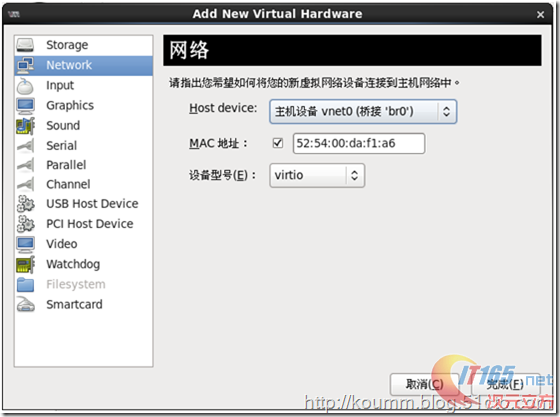 Add New Virtual Hardware
Storage
Network
Input
Graphics
Sound
Serial
Parallel
Channel
USB Host Device
PCI Host Device
Video
Watchdog
Filesystem
Smartcard
网络
请指出您希望如何将您的新虚拟网络设备连接到主机网络中。
Host device:
主机设备 vnet0 (桥接 'br0')
MAC 地址：
52:54:00:da:f1:a6
设备型号(E)：
virtio
取消(C)
完成(F)
IT165.net
http://koumm.blog.51cto.com